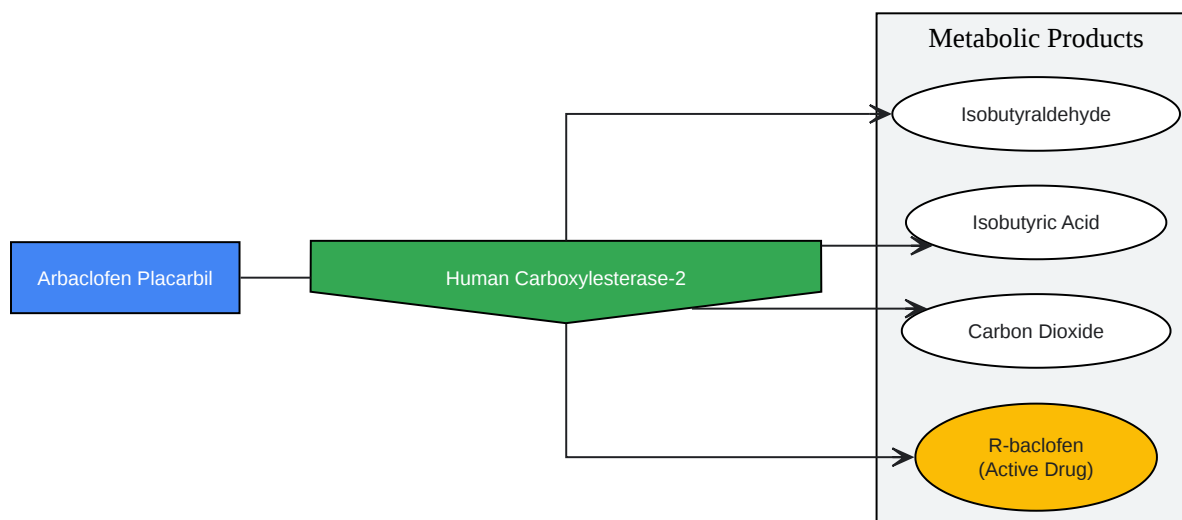 Metabolic Products
Isobutyraldehyde
Isobutyric Acid
Arbaclofen Placarbil
Human Carboxylesterase-2
Carbon Dioxide
R-baclofen
(Active Drug)